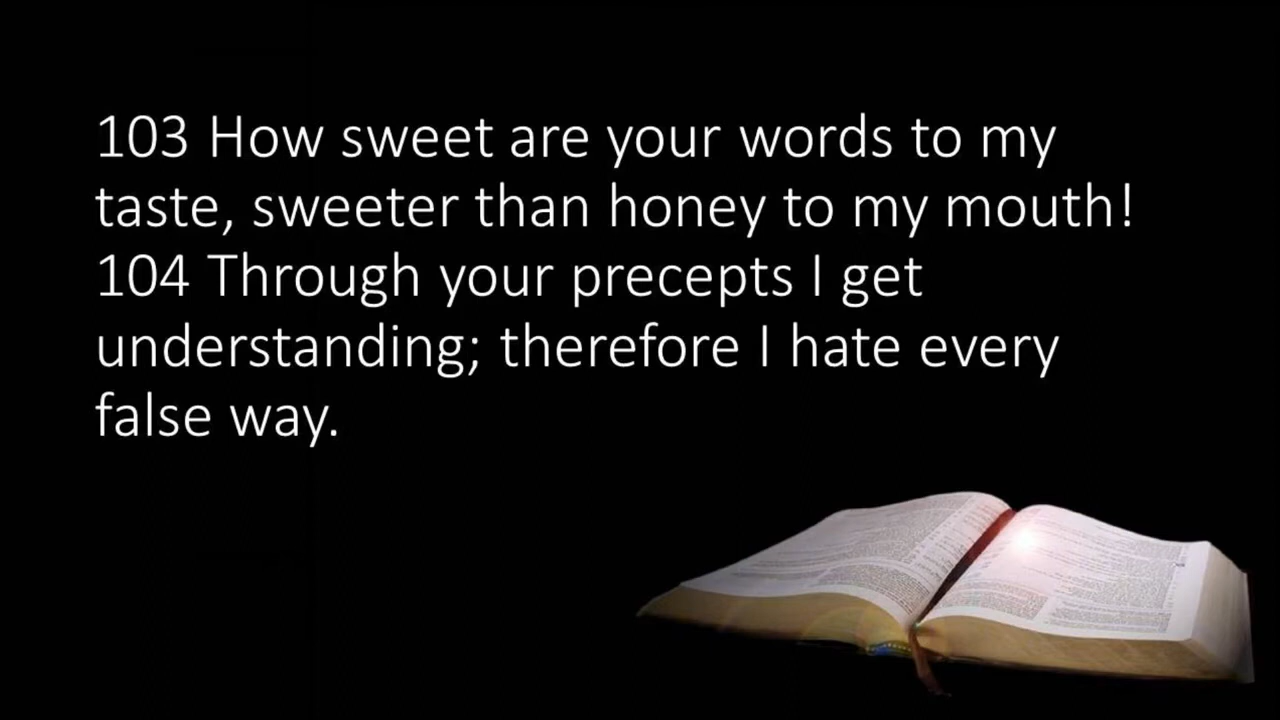 103 How sweet are your words to my
taste, sweeter than honey to my mouth!
104 Through your precepts I get
understanding; therefore I hate every
false way.